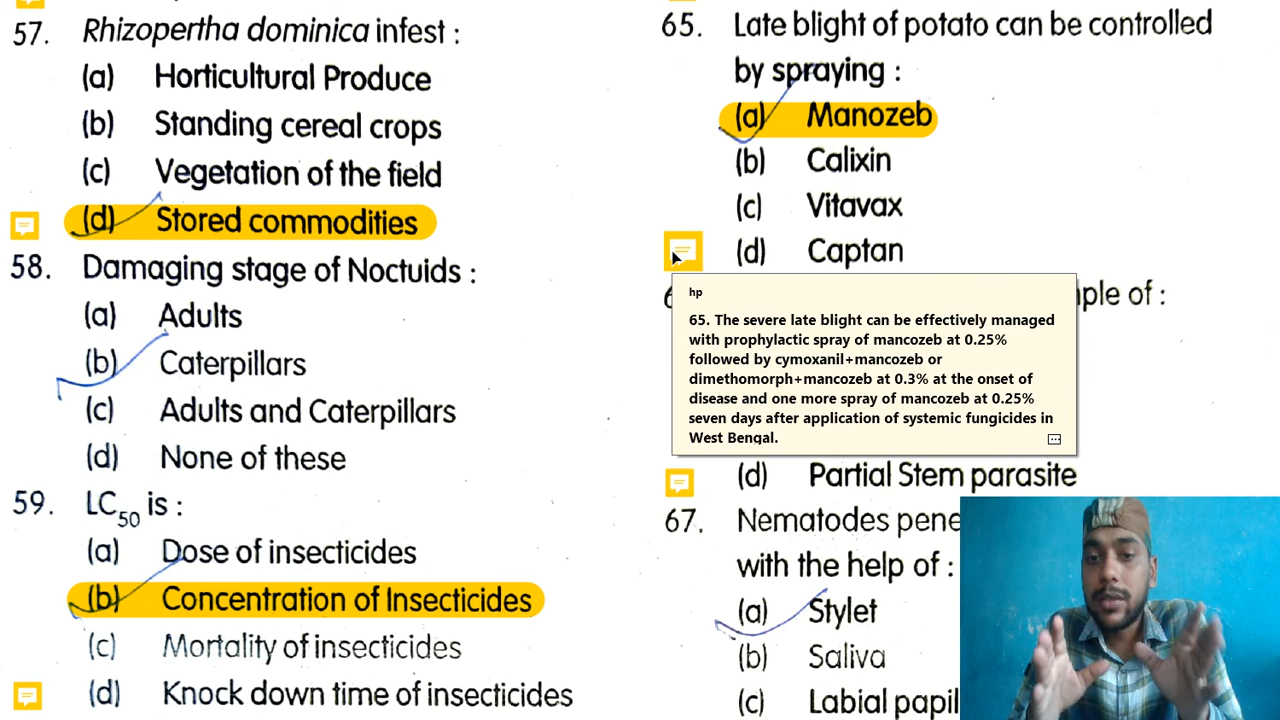 57. Rhizopertha dominica infest :
(a) Horticultural Produce
(b) Standing cereal crops
(c) Vegetation of the field
(d) Stored commodities
58. Damaging stage of Noctuids :
(a) Adults
(b) Caterpillars
(c) Adults and Caterpillars
(d) None of these
59. LC50 is :
(a) Dose of insecticides
(b) Concentration of Insecticides
(c) Mortality of insecticides
(d) Knock down time of insecticides
65. Late blight of potato can be controlled
by spraying :
(a) Manozeb
(b) Calixin
(c) Vitavax
(d) Captan
of :
hp
65. The severe late blight can be effectively managed
with prophylactic spray of mancozeb at 0.25%
followed by cymoxanil+mancozeb or
dimethomorph+mancozeb at 0.3% at the onset of
disease and one more spray of mancozeb at 0.25%
seven days after application of systemic fungicides in
West Bengal.
(d) Partial Stem parasite
67. Nematodes
with the help of :
(a) Stylet
(b) Saliva
(c) Labial